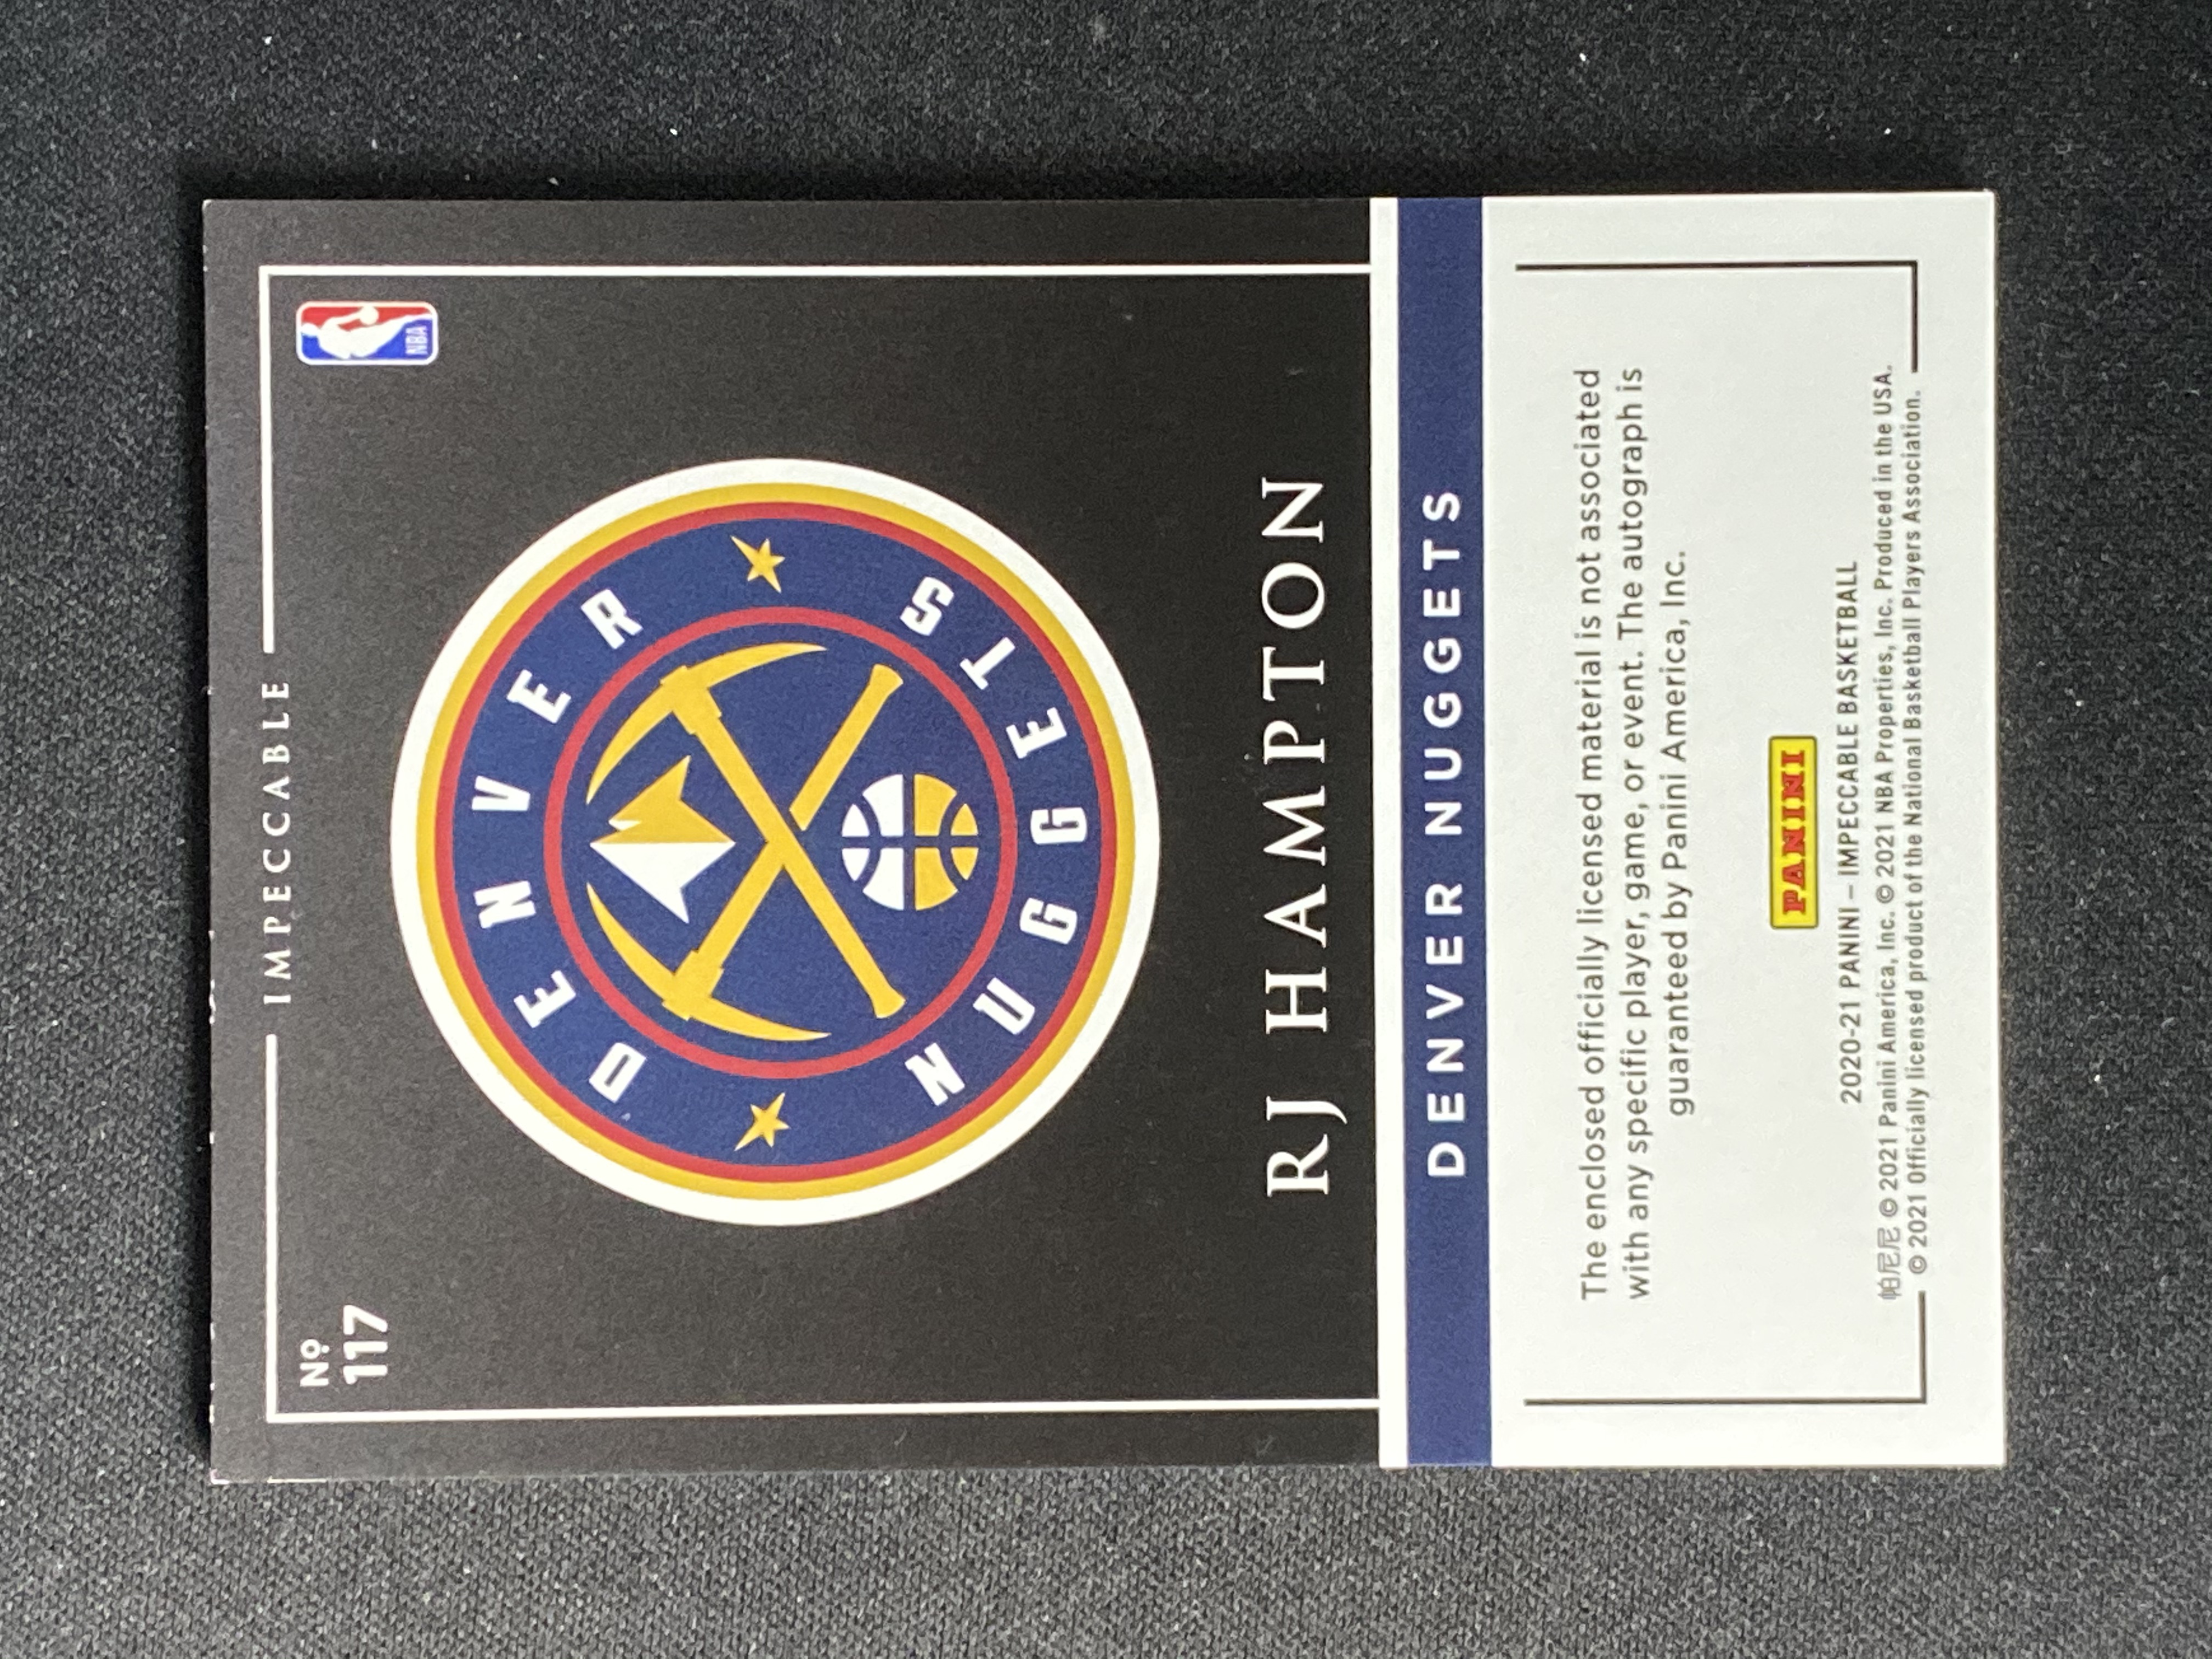 IMPECCABLE
Nº
117
NBA
DENVER
NUGGETS
RJ HAMPTON
DENVER NUGGETS
The enclosed officially licensed material is not associated
with any specific player, game, or event. The autograph is
guaranteed by Panini America, Inc.
PANINI
2020-21 PANINI – IMPECCABLE BASKETBALL
帕尼尼 © 2021 Panini America, Inc. © 2021 NBA Properties, Inc. Produced in the USA.
© 2021 Officially licensed product of the National Basketball Players Association.